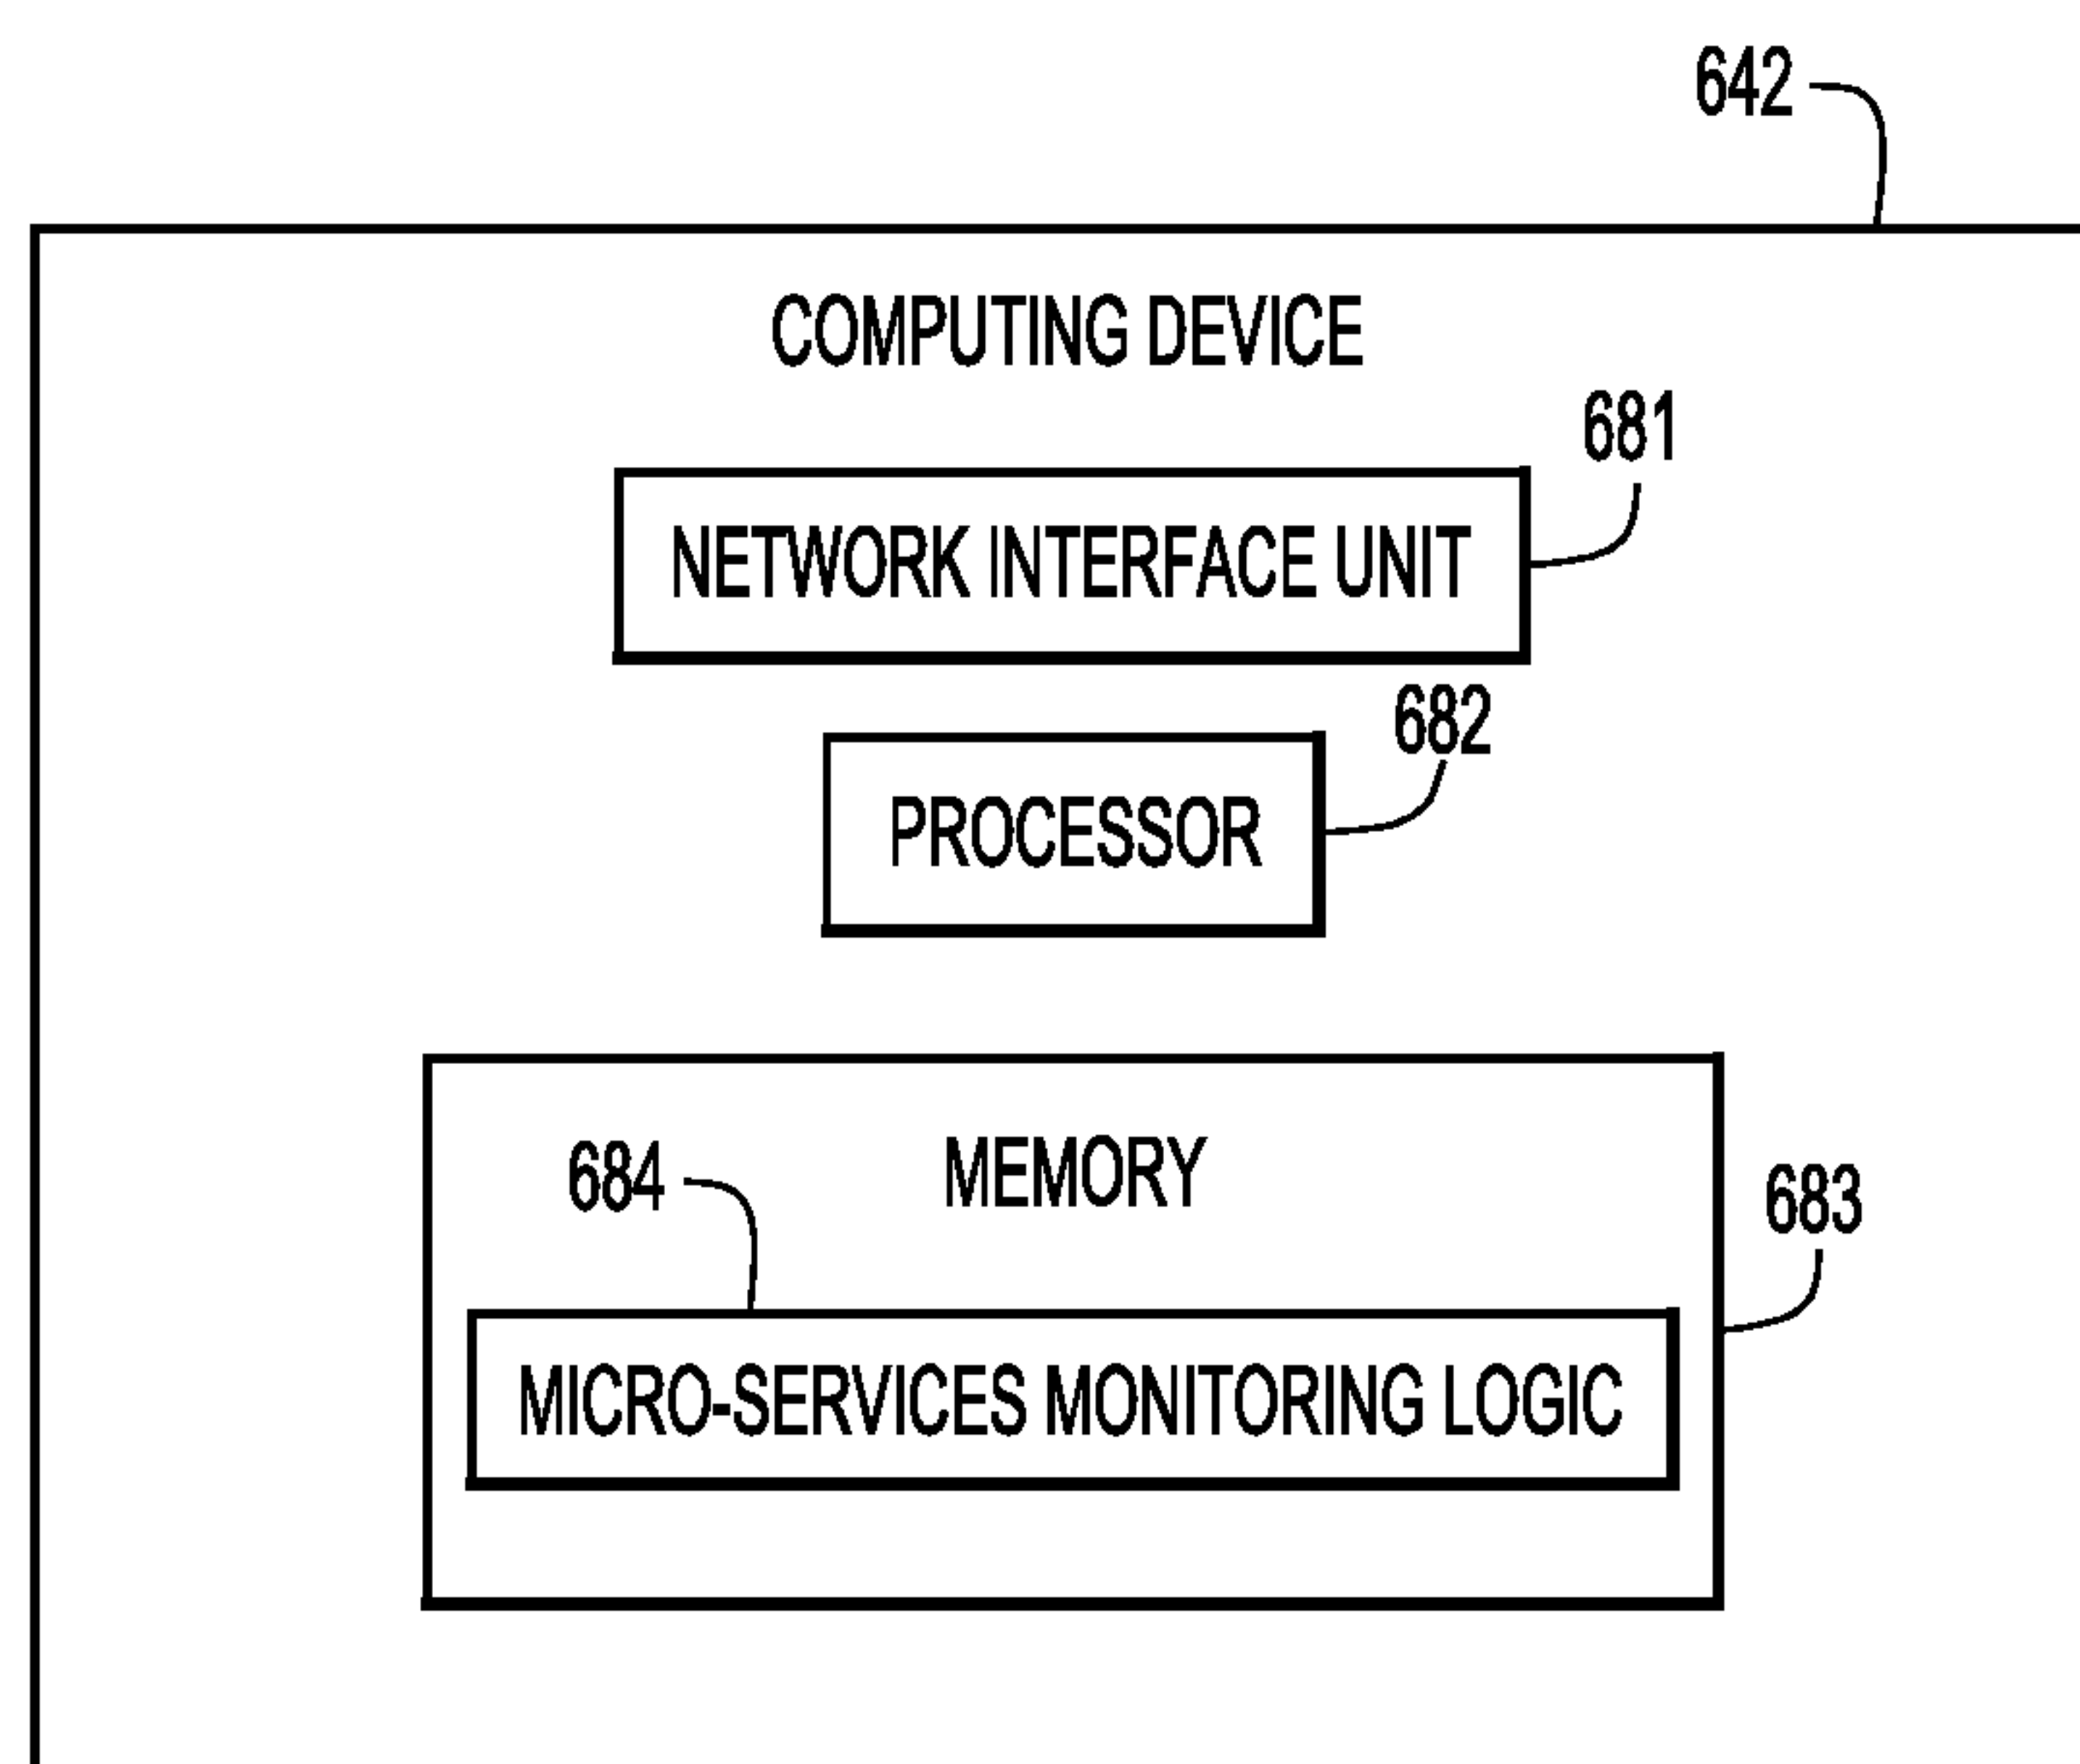 642
COMPUTING DEVICE
681
NETWORK INTERFACE UNIT
682
PROCESSOR
684
MEMORY
683
MICRO-SERVICES MONITORING LOGIC